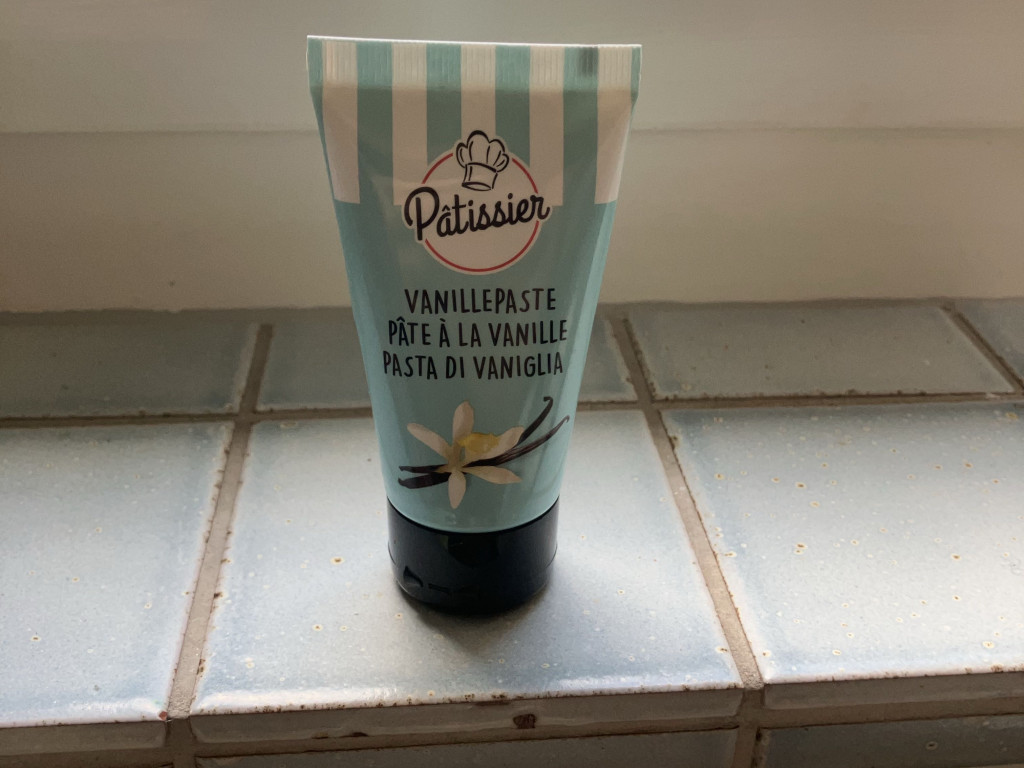 Pâtissier
VANILLEPASTE
PÂTE À LA VANILLE
PASTA DI VANIGLIA